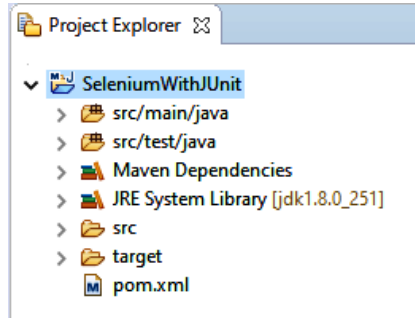 Project Explorer
SeleniumWithJUnit
src/main/java
src/test/java
Maven Dependencies
JRE System Library [jdk1.8.0_251]
src
target
pom.xml